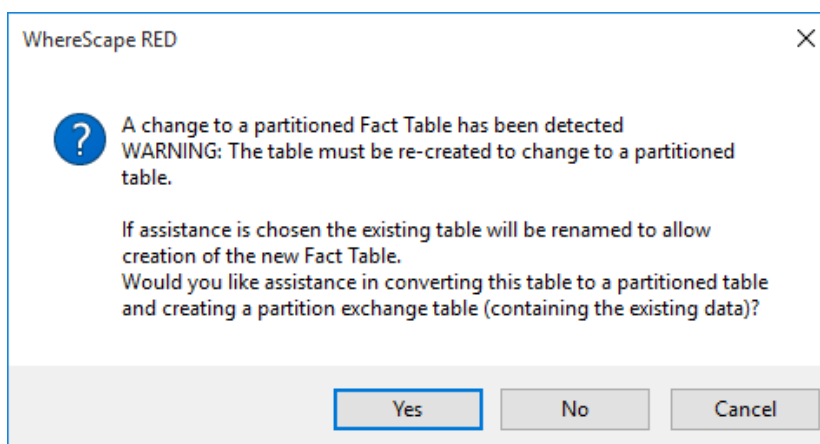 WhereScape RED
A change to a partitioned Fact Table has been detected
WARNING: The table must be re-created to change to a partitioned
table.
If assistance is chosen the existing table will be renamed to allow
creation of the new Fact Table.
Would you like assistance in converting this table to a partitioned table
and creating a partition exchange table (containing the existing data)?
Yes No Cancel